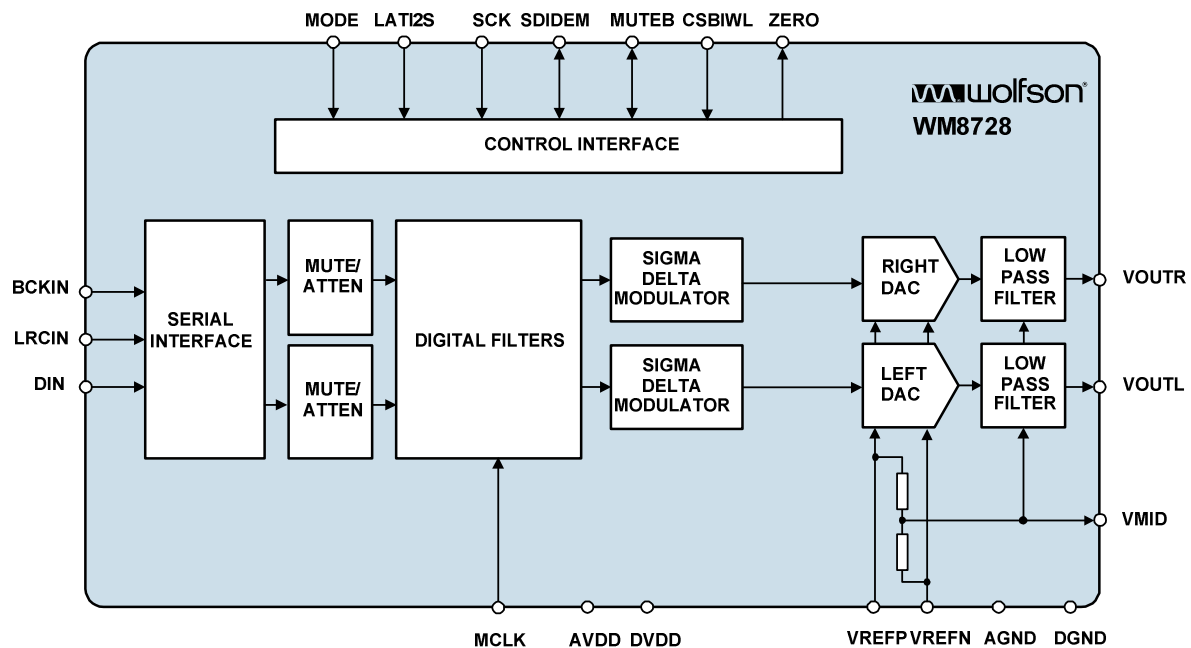 MODE LATI2S SCK SDIDEM MUTEB CSBIWL ZERO
wolfson®
WM8728
CONTROL INTERFACE
SERIAL
INTERFACE
MUTE/
ATTEN
MUTE/
ATTEN
DIGITAL FILTERS
SIGMA
DELTA
MODULATOR
SIGMA
DELTA
MODULATOR
RIGHT
DAC
LEFT
DAC
LOW
PASS
FILTER
LOW
PASS
FILTER
BCKIN
LRCIN
DIN
VOUTR
VOUTL
VMID
MCLK AVDD DVDD VREFP VREFN AGND DGND